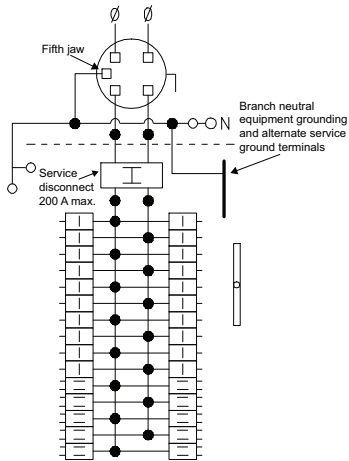 Ø Ø
Fifth jaw
N
Branch neutral
equipment grounding
and alternate service
ground terminals
Service
disconnect
200 A max.